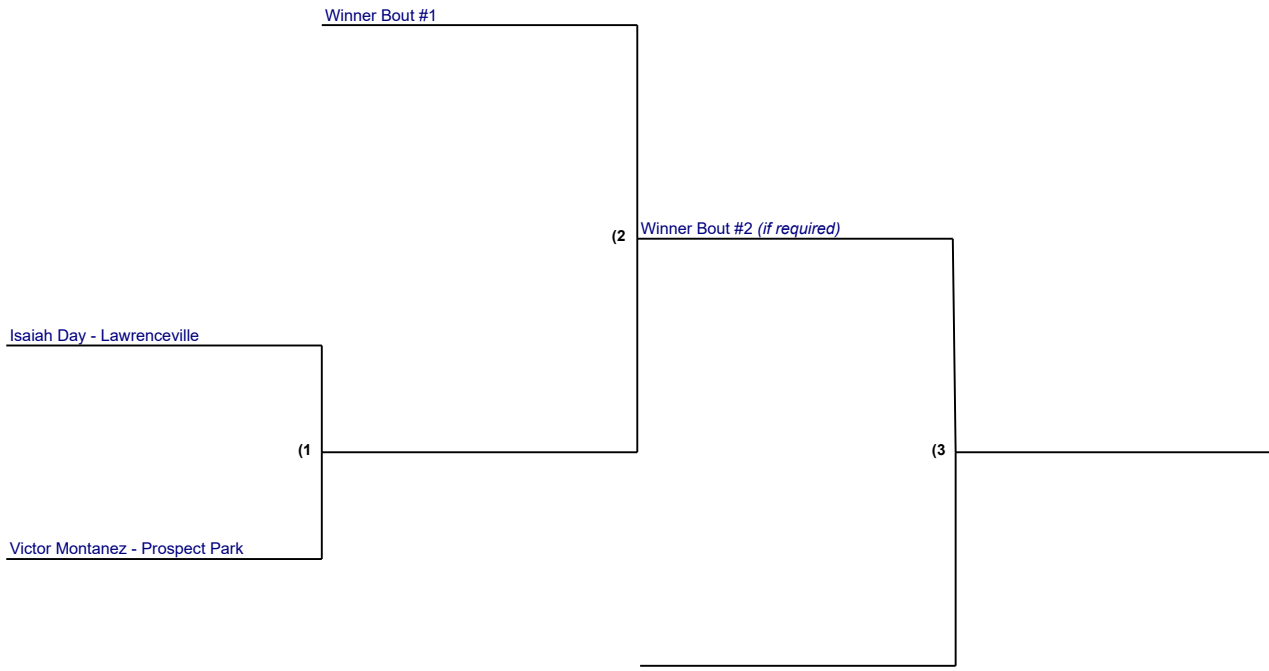 Winner Bout #1
(2
Winner Bout #2 (if required)
Isaiah Day - Lawrenceville
(1
(3
Victor Montanez - Prospect Park